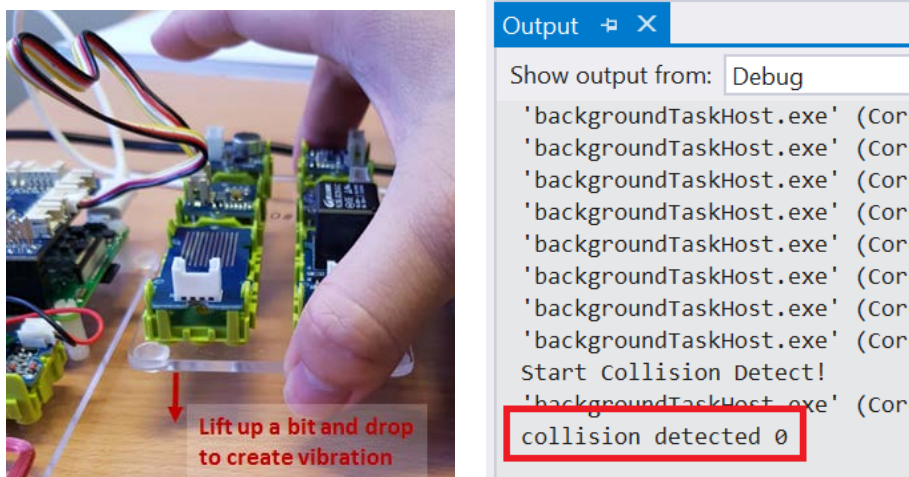 Lift up a bit and drop
to create vibration
Output
Show output from: Debug
'backgroundTaskHost.exe' (Cor
'backgroundTaskHost.exe' (Cor
'backgroundTaskHost.exe' (Cor
'backgroundTaskHost.exe' (Cor
'backgroundTaskHost.exe' (Cor
'backgroundTaskHost.exe' (Cor
'backgroundTaskHost.exe' (Cor
'backgroundTaskHost.exe' (Cor
Start Collision Detect!
'backgroundTaskHost.exe' (Cor
collision detected 0